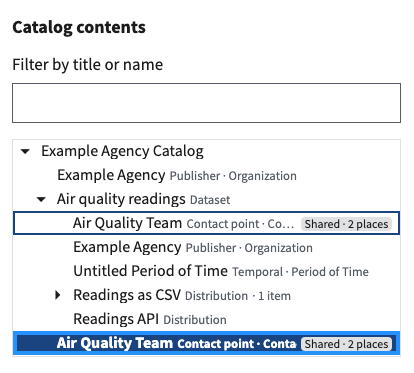 Catalog contents
Filter by title or name
Example Agency Catalog
Example Agency Publisher · Organization
Air quality readings Dataset
Air Quality Team Contact point · Co... Shared · 2 places
Example Agency Publisher · Organization
Untitled Period of Time Temporal · Period of Time
Readings as CSV Distribution · 1 item
Readings API Distribution
Air Quality Team Contact point · Conta Shared · 2 places